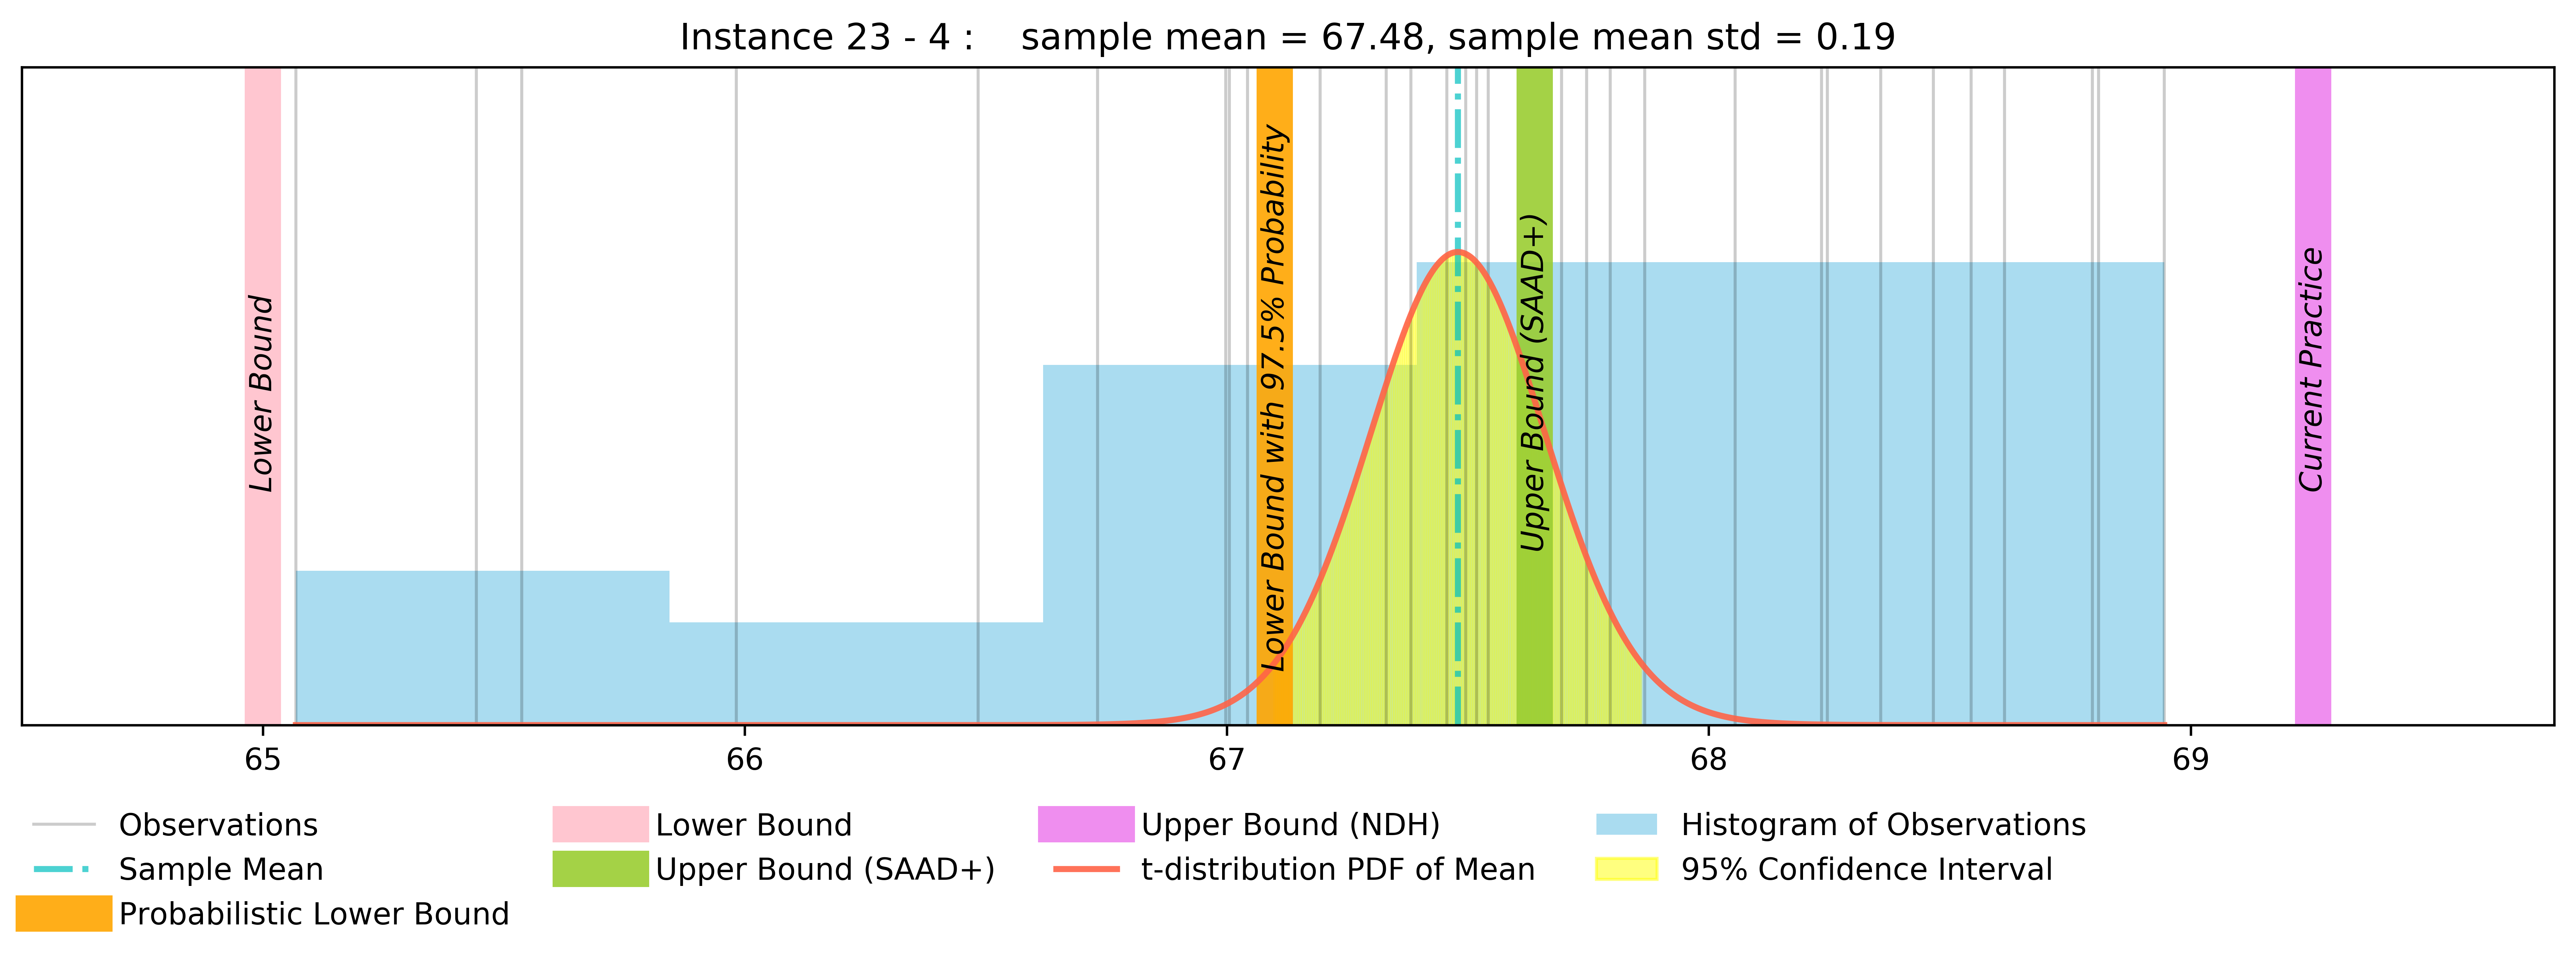 Instance 23 - 4 :    sample mean = 67.48, sample mean std = 0.19
Lower Bound
Lower Bound with 97.5% Probability
Upper Bound (SAAD+)
Current Practice
65 66 67 68 69
Observations
Sample Mean
Probabilistic Lower Bound
Lower Bound
Upper Bound (SAAD+)
Upper Bound (NDH)
t-distribution PDF of Mean
Histogram of Observations
95% Confidence Interval